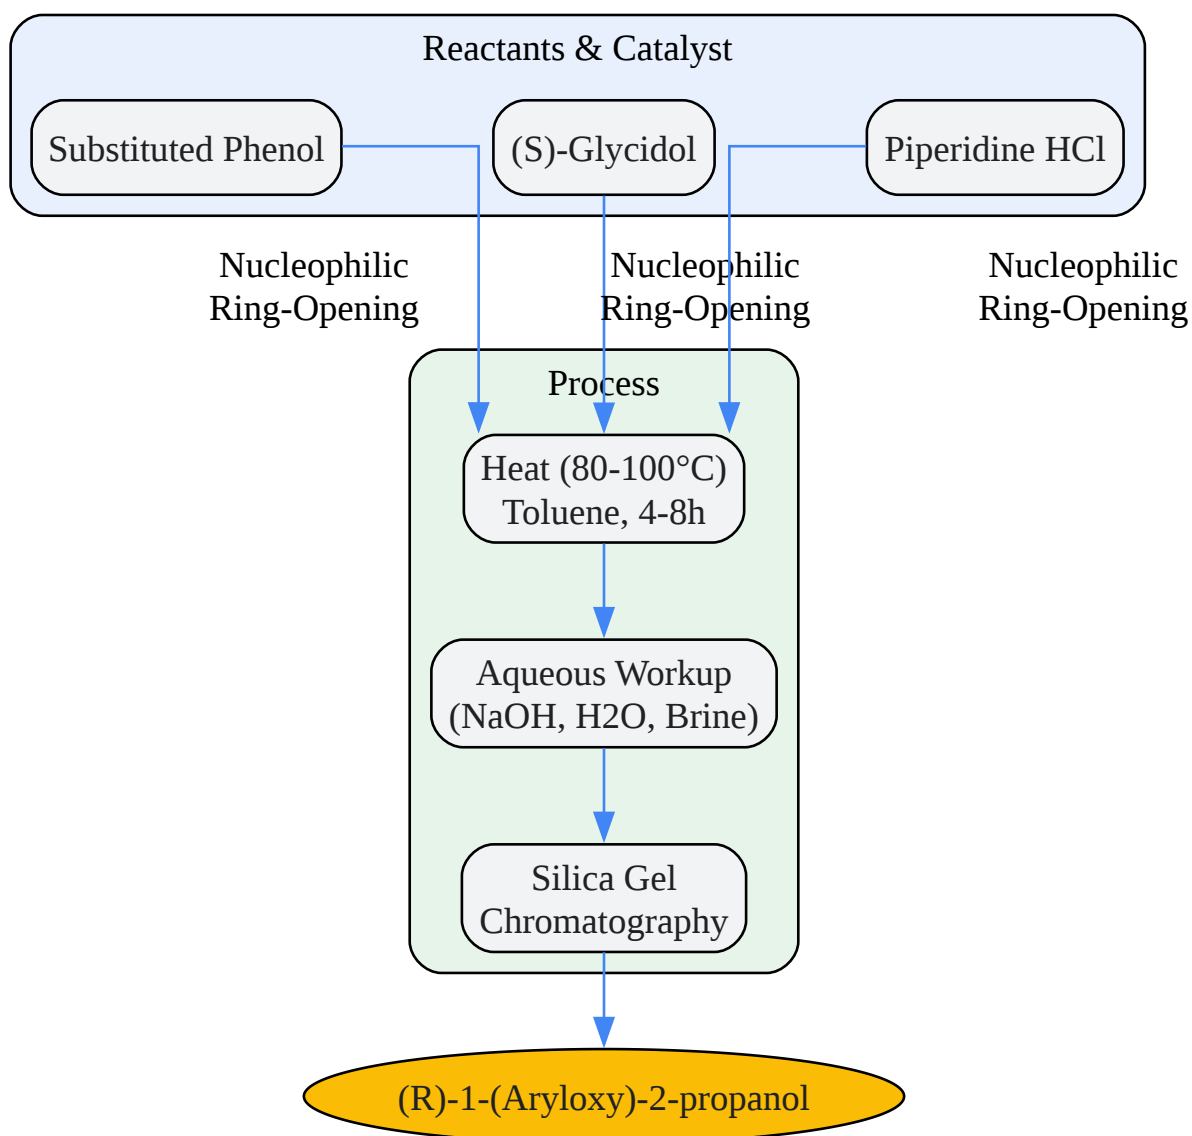 Reactants & Catalyst
Substituted Phenol
(S)-Glycidol
Piperidine HCl
Nucleophilic
Ring-Opening
Nucleophilic
Ring-Opening
Nucleophilic
Ring-Opening
Process
Heat (80-100°C)
Toluene, 4-8h
Aqueous Workup
(NaOH, H2O, Brine)
Silica Gel
Chromatography
(R)-1-(Aryloxy)-2-propanol